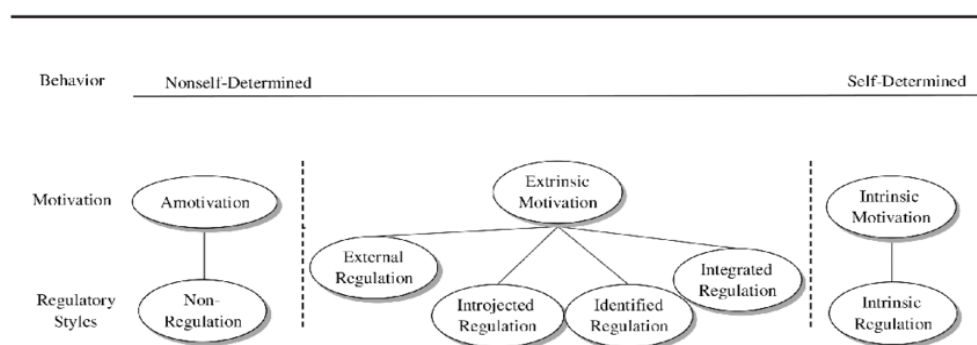 Behavior Nonself-Determined Self-Determined
Motivation Amotivation Extrinsic Motivation Intrinsic Motivation
Regulatory Styles Non-Regulation External Regulation Introjected Regulation Identified Regulation Integrated Regulation Intrinsic Regulation